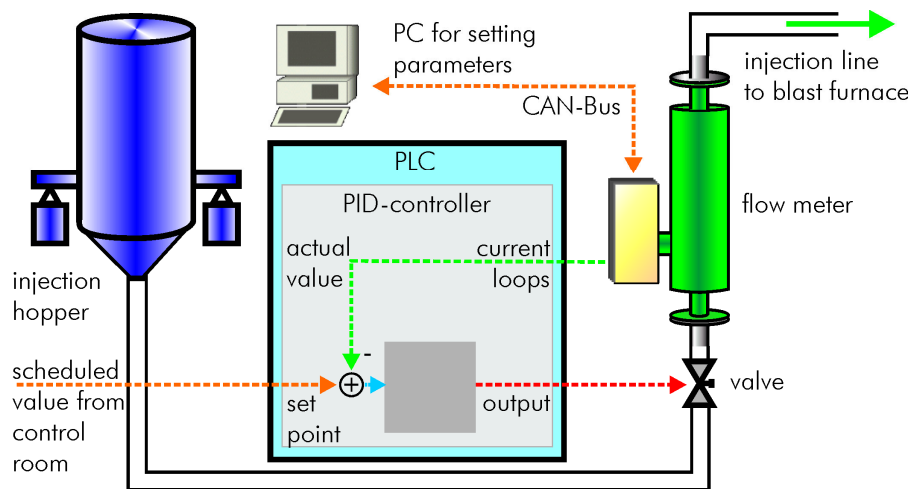 PC for setting
parameters
CAN-Bus
injection line
to blast furnace
PLC
PID-controller
actual
value
current
loops
flow meter
injection
hopper
scheduled
value from
control
room
-
+
set
point
output
valve